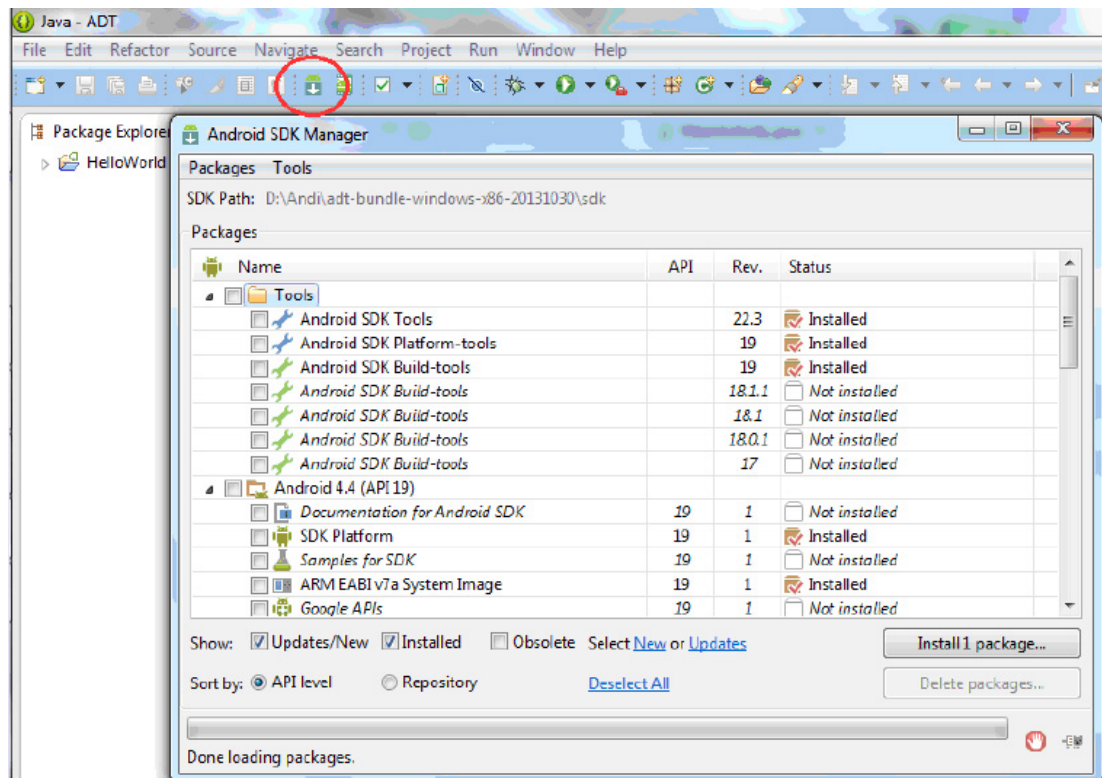 Java - ADT
File Edit Refactor Source Navigate Search Project Run Window Help
Package Explore
HelloWorld
Android SDK Manager
Packages Tools
SDK Path: D:\Andi\adt-bundle-windows-x86-20131030\sdk
Packages
Name API Rev. Status
Tools
Android SDK Tools 22.3 Installed
Android SDK Platform-tools 19 Installed
Android SDK Build-tools 19 Installed
Android SDK Build-tools 18.1.1 Not installed
Android SDK Build-tools 18.1 Not installed
Android SDK Build-tools 18.0.1 Not installed
Android SDK Build-tools 17 Not installed
Android 4.4 (API 19)
Documentation for Android SDK 19 1 Not installed
SDK Platform 19 1 Installed
Samples for SDK 19 1 Not installed
ARM EABI v7a System Image 19 1 Installed
Google APIs 19 1 Not installed
Show: Updates/New Installed Obsolete Select New or Updates Install 1 package...
Sort by: API level Repository Deselect All Delete packages...
Done loading packages.